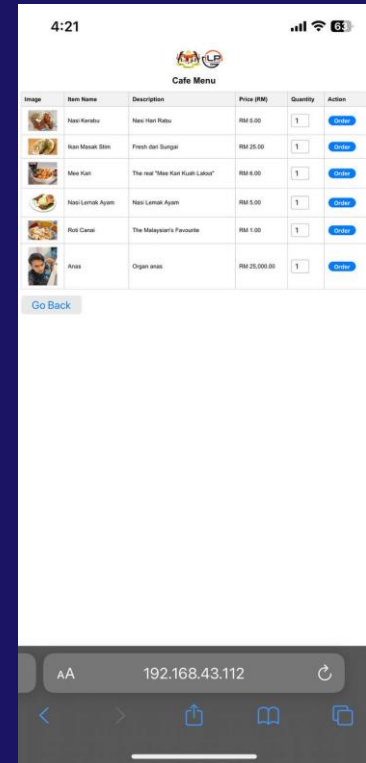 4:21
63
LP
Cafe Menu
Image Item Name Description Price (RM) Quantity Action
Nasi Kerabu Nasi Hari Rabu RM 5.00 1 Order
Ikan Masak Stim Fresh dari Sungai RM 25.00 1 Order
Mee Kari The real "Mee Kari Kuah Laksa" RM 6.00 1 Order
Nasi Lemak Ayam Nasi Lemak Ayam RM 5.00 1 Order
Roti Canai The Malaysian's Favourite RM 1.00 1 Order
Anas Organ anas RM 25,000.00 1 Order
Go Back
AA 192.168.43.112